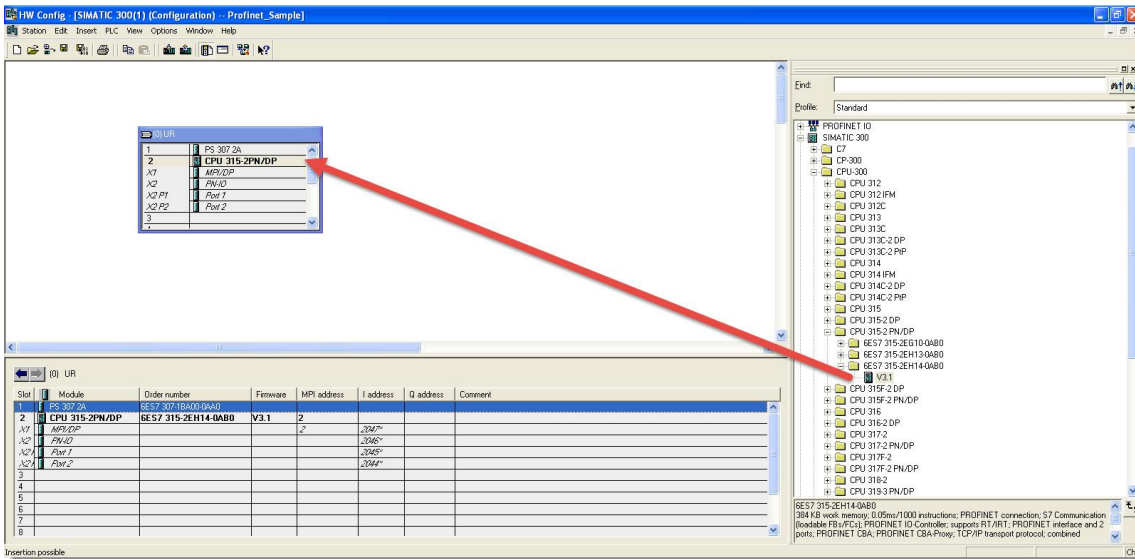 HW Config - [SIMATIC 300(1) (Configuration) -- Profinet_Sample]
Station Edit Insert PLC View Options Window Help
(0) UR
1 PS 307 2A
2 CPU 315-2PN/DP
X1 MPI/DP
X2 PN-IO
X2 P1 Port 1
X2 P2 Port 2
3
Find:
Profile: Standard
PROFINET IO
SIMATIC 300
C7
CP-300
CPU-300
CPU 312
CPU 312 IFM
CPU 312C
CPU 313
CPU 313C
CPU 313C-2 DP
CPU 313C-2 PtP
CPU 314
CPU 314 IFM
CPU 314C-2 DP
CPU 314C-2 PtP
CPU 315
CPU 315-2 DP
CPU 315-2 PN/DP
6ES7 315-2EG10-0AB0
6ES7 315-2EH13-0AB0
6ES7 315-2EH14-0AB0
V3.1
CPU 315F-2 DP
CPU 315F-2 PN/DP
CPU 316
CPU 316-2 DP
CPU 317-2
CPU 317-2 PN/DP
CPU 317F-2
CPU 317F-2 PN/DP
CPU 318-2
CPU 319-3 PN/DP
(0) UR
Slot Module Order number Firmware MPI address I address Q address Comment
1 PS 307 2A 6ES7 307-1BA00-0AA0
2 CPU 315-2PN/DP 6ES7 315-2EH14-0AB0 V3.1 2
X1 MPI/DP 2 2047*
X2 PN-IO 2046*
X2 Port 1 2045*
X2 Port 2 2044*
3
4
5
6
7
8
6ES7 315-2EH14-0AB0
384 KB work memory; 0.05ms/1000 instructions; PROFINET connection; S7 Communication
(loadable FBs/FCs); PROFINET IO-Controller; supports RT/IRT; PROFINET interface and 2
ports; PROFINET CBA; PROFINET CBA-Proxy; TCP/IP transport protocol; combined
Insertion possible
Ch